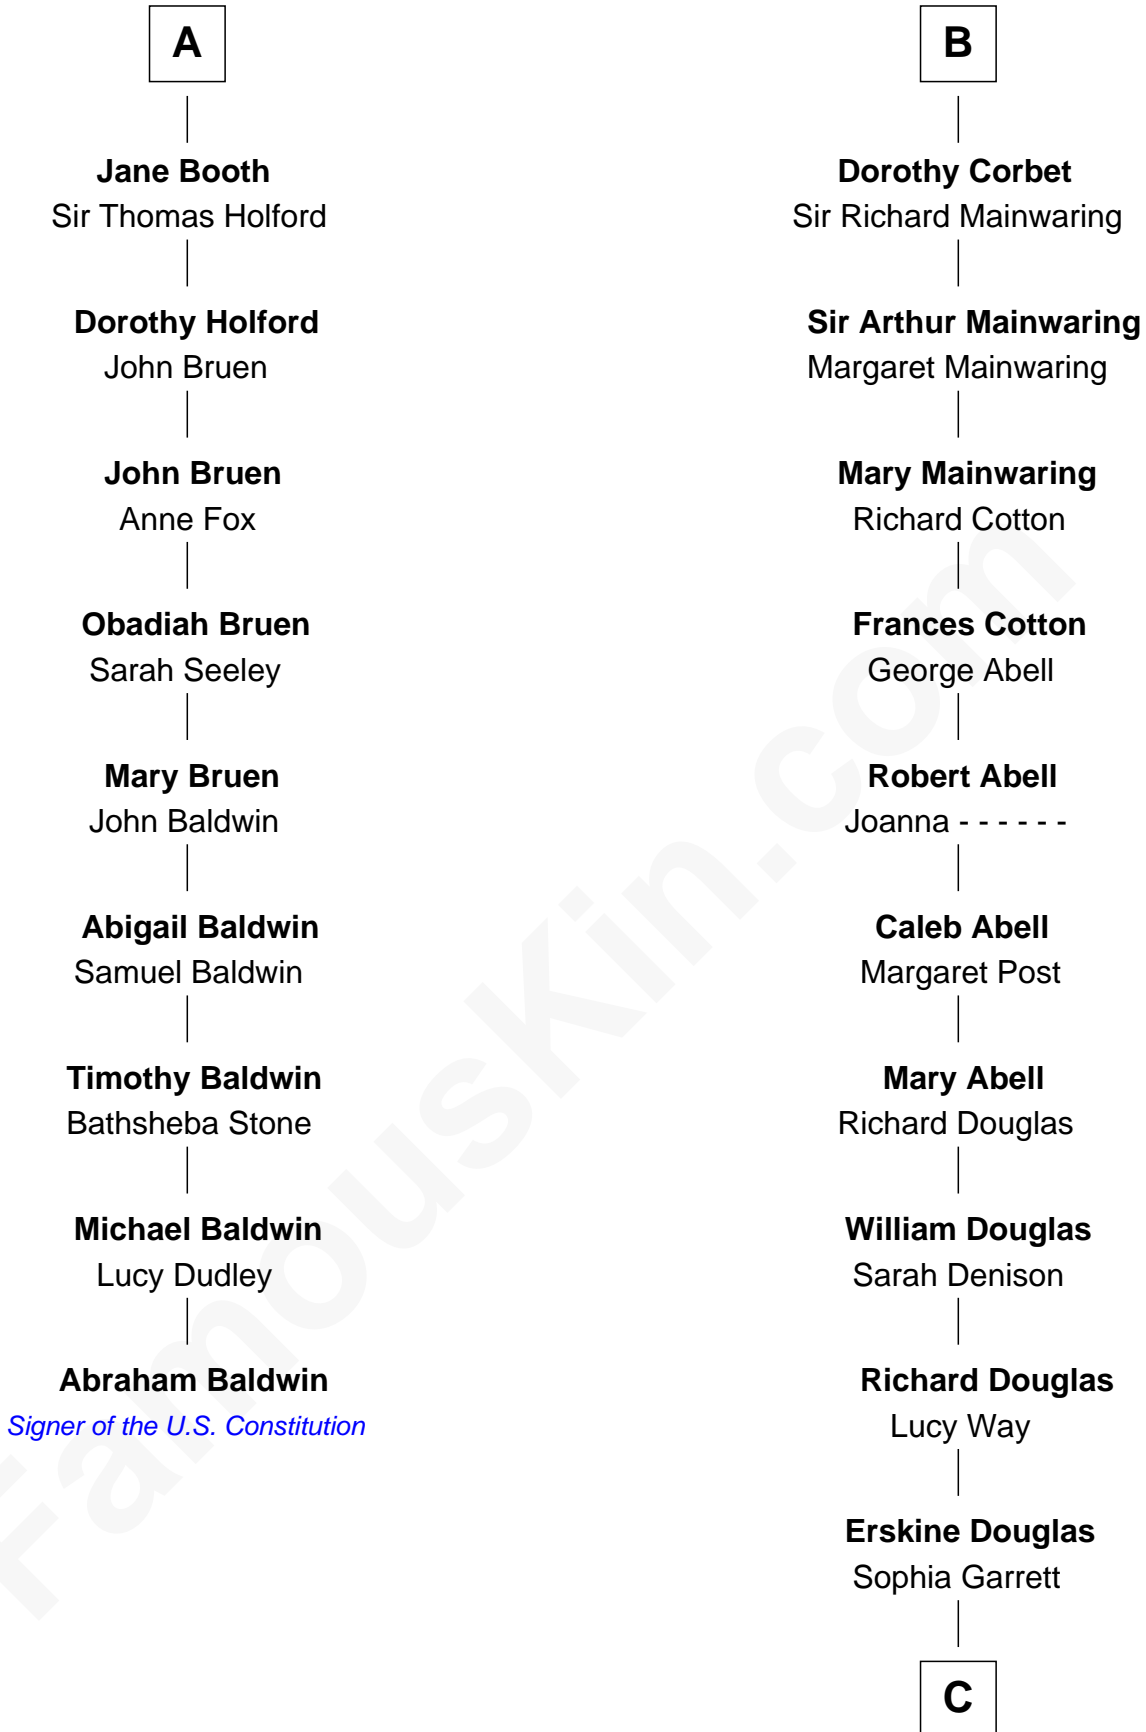 A
Jane Booth
Sir Thomas Holford
Dorothy Holford
John Bruen
John Bruen
Anne Fox
Obadiah Bruen
Sarah Seeley
Mary Bruen
John Baldwin
Abigail Baldwin
Samuel Baldwin
Timothy Baldwin
Bathsheba Stone
Michael Baldwin
Lucy Dudley
Abraham Baldwin
Signer of the U.S. Constitution
B
Dorothy Corbet
Sir Richard Mainwaring
Sir Arthur Mainwaring
Margaret Mainwaring
Mary Mainwaring
Richard Cotton
Frances Cotton
George Abell
Robert Abell
Joanna - - - - - -
Caleb Abell
Margaret Post
Mary Abell
Richard Douglas
William Douglas
Sarah Denison
Richard Douglas
Lucy Way
Erskine Douglas
Sophia Garrett
C
FamousKin.com